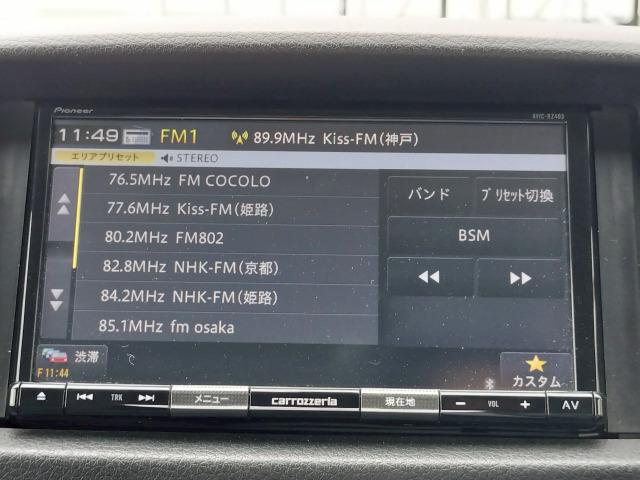 Pioneer
AVIC-RZ403
11:49 FM1 89.9MHz Kiss-FM(神戸)
エリアプリセット STEREO
76.5MHz FM COCOLO
77.6MHz Kiss-FM(姫路)
80.2MHz FM802
82.8MHz NHK-FM(京都)
84.2MHz NHK-FM(姫路)
85.1MHz fm osaka
バンド
プリセット切換
BSM
渋滞
F 11:44
カスタム
TRK
メニュー
carrozzeria
現在地
VOL
AV